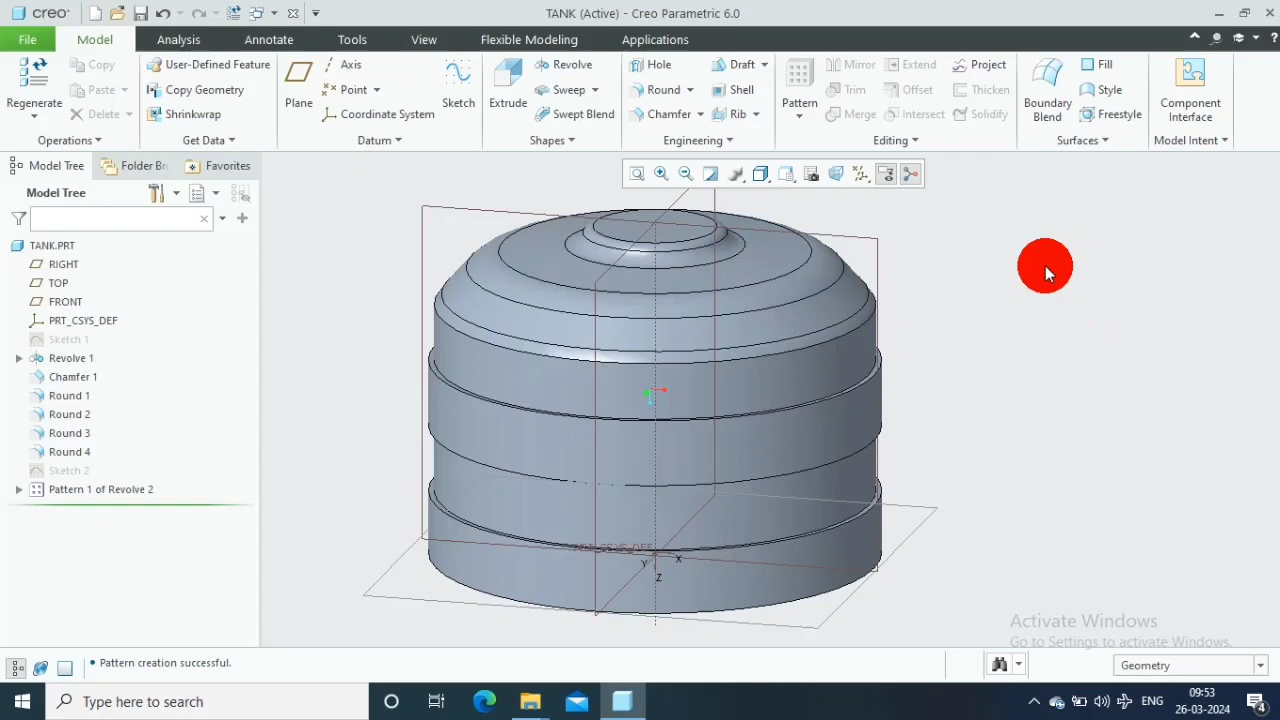 creo®
TANK (Active) - Creo Parametric 6.0
File
Model
Analysis
Annotate
Tools
View
Flexible Modeling
Applications
Regenerate
Copy
Paste
Delete
Operations
User-Defined Feature
Copy Geometry
Shrinkwrap
Get Data
Plane
Axis
Point
Coordinate System
Sketch
Datum
Extrude
Revolve
Sweep
Swept Blend
Shapes
Hole
Round
Chamfer
Draft
Shell
Rib
Engineering
Pattern
Mirror
Trim
Merge
Extend
Offset
Intersect
Project
Thicken
Solidify
Editing
Boundary
Blend
Fill
Style
Freestyle
Surfaces
Component
Interface
Model Intent
Model Tree
Folder Br
Favorites
Model Tree
TANK.PRT
RIGHT
TOP
FRONT
PRT_CSYS_DEF
Sketch 1
Revolve 1
Chamfer 1
Round 1
Round 2
Round 3
Round 4
Sketch 2
Pattern 1 of Revolve 2
PRT_CSYS_DEF
X
Y
Z
Activate Windows
Go to Settings to activate Windows.
• Pattern creation successful.
Geometry
Type here to search
ENG
09:53
26-03-2024
4